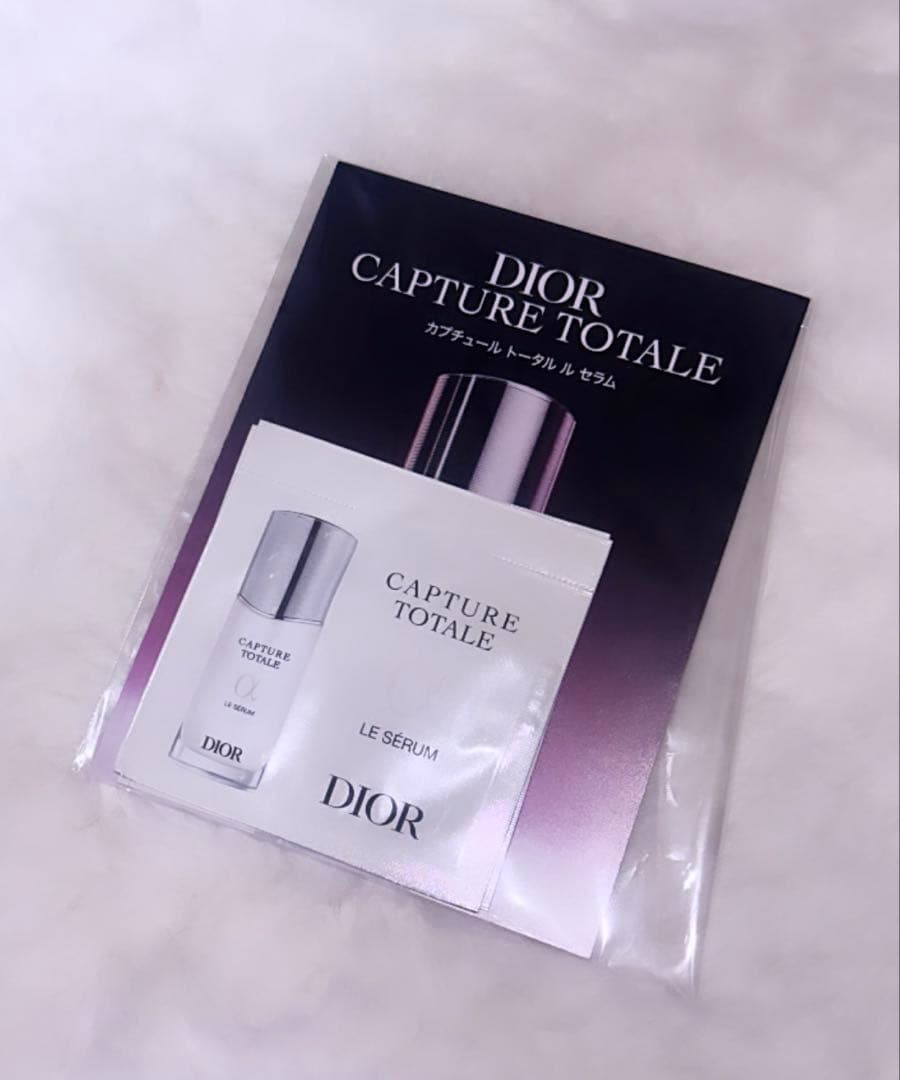 DIOR
CAPTURE TOTALE
カプチュール トータル ル セラム
CAPTURE
TOTALE
LE SÉRUM
DIOR
CAPTURE
TOTALE
α
LE SERUM
DIOR